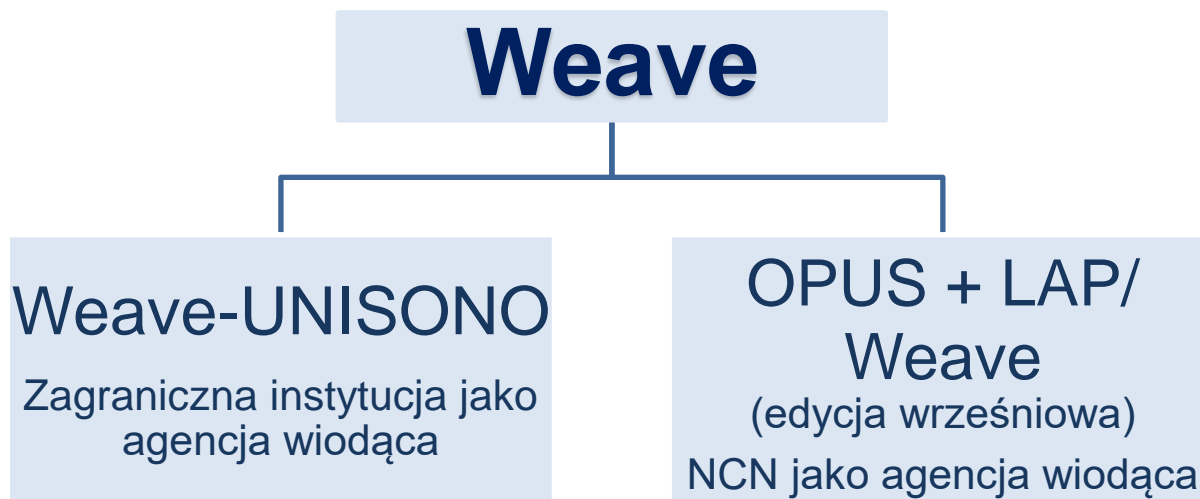 Weave
Weave-UNISONO
Zagraniczna instytucja jako
agencja wiodąca
OPUS + LAP/
Weave
(edycja wrześniowa)
NCN jako agencja wiodąca